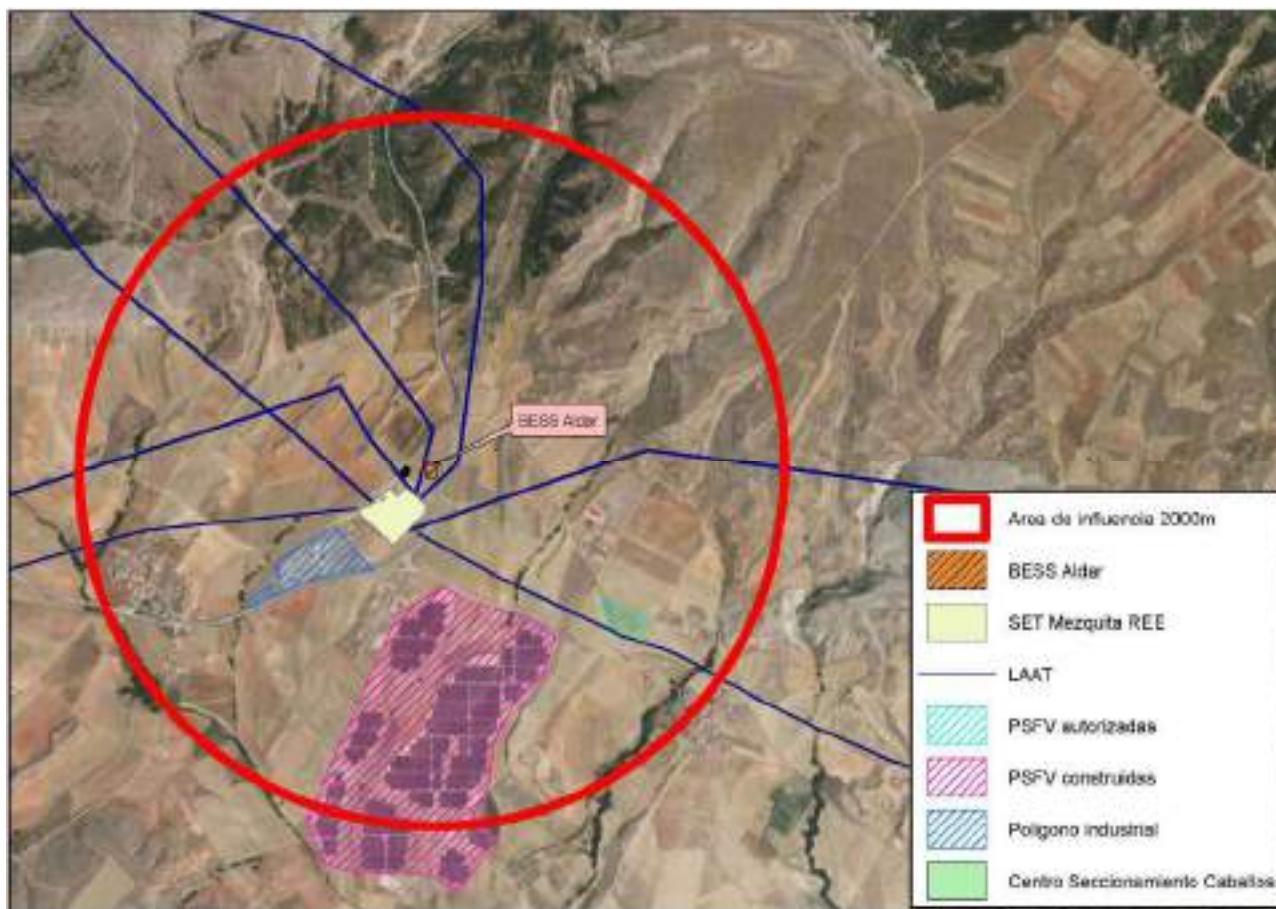 BESS Aldar
Area de influencia 2000m
BESS Aldar
SET Mezquita REE
LAAT
PSFV autorizadas
PSFV construidas
Polígono industrial
Centro Seccionamiento Caballos